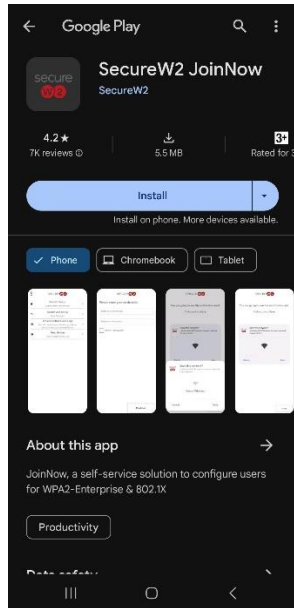 Google Play
secure
W2
SecureW2 JoinNow
SecureW2
4.2★
7K reviews
5.5 MB
3+
Rated for 3
Install
Install on phone. More devices available.
Phone
Chromebook
Tablet
About this app
JoinNow, a self-service solution to configure users
for WPA2-Enterprise & 802.1X
Productivity
Data safety